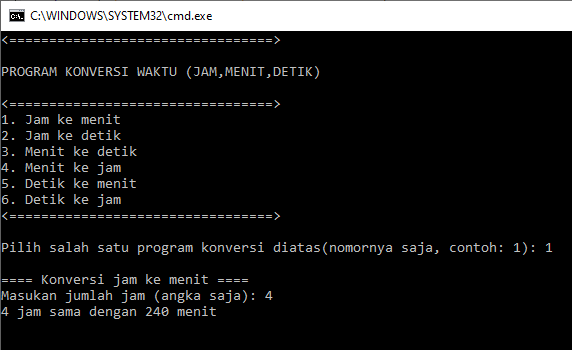 C:\WINDOWS\SYSTEM32\cmd.exe
<=================================>
PROGRAM KONVERSI WAKTU (JAM,MENIT,DETIK)
<=================================>
1. Jam ke menit
2. Jam ke detik
3. Menit ke detik
4. Menit ke jam
5. Detik ke menit
6. Detik ke jam
<=================================>
Pilih salah satu program konversi diatas(nomornya saja, contoh: 1): 1
==== Konversi jam ke menit ====
Masukan jumlah jam (angka saja): 4
4 jam sama dengan 240 menit